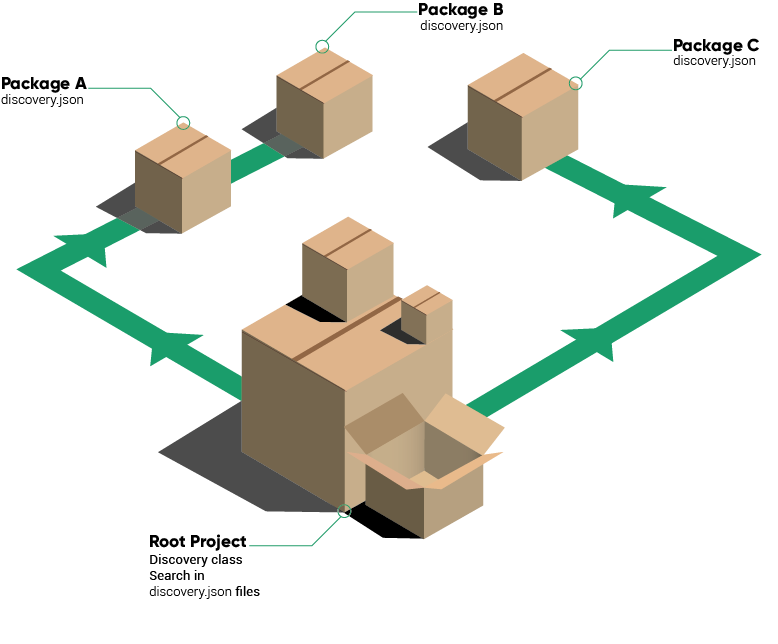 Package B
discovery.json
Package C
discovery.json
Package A
discovery.json
Root Project
Discovery class
Search in
discovery.json files